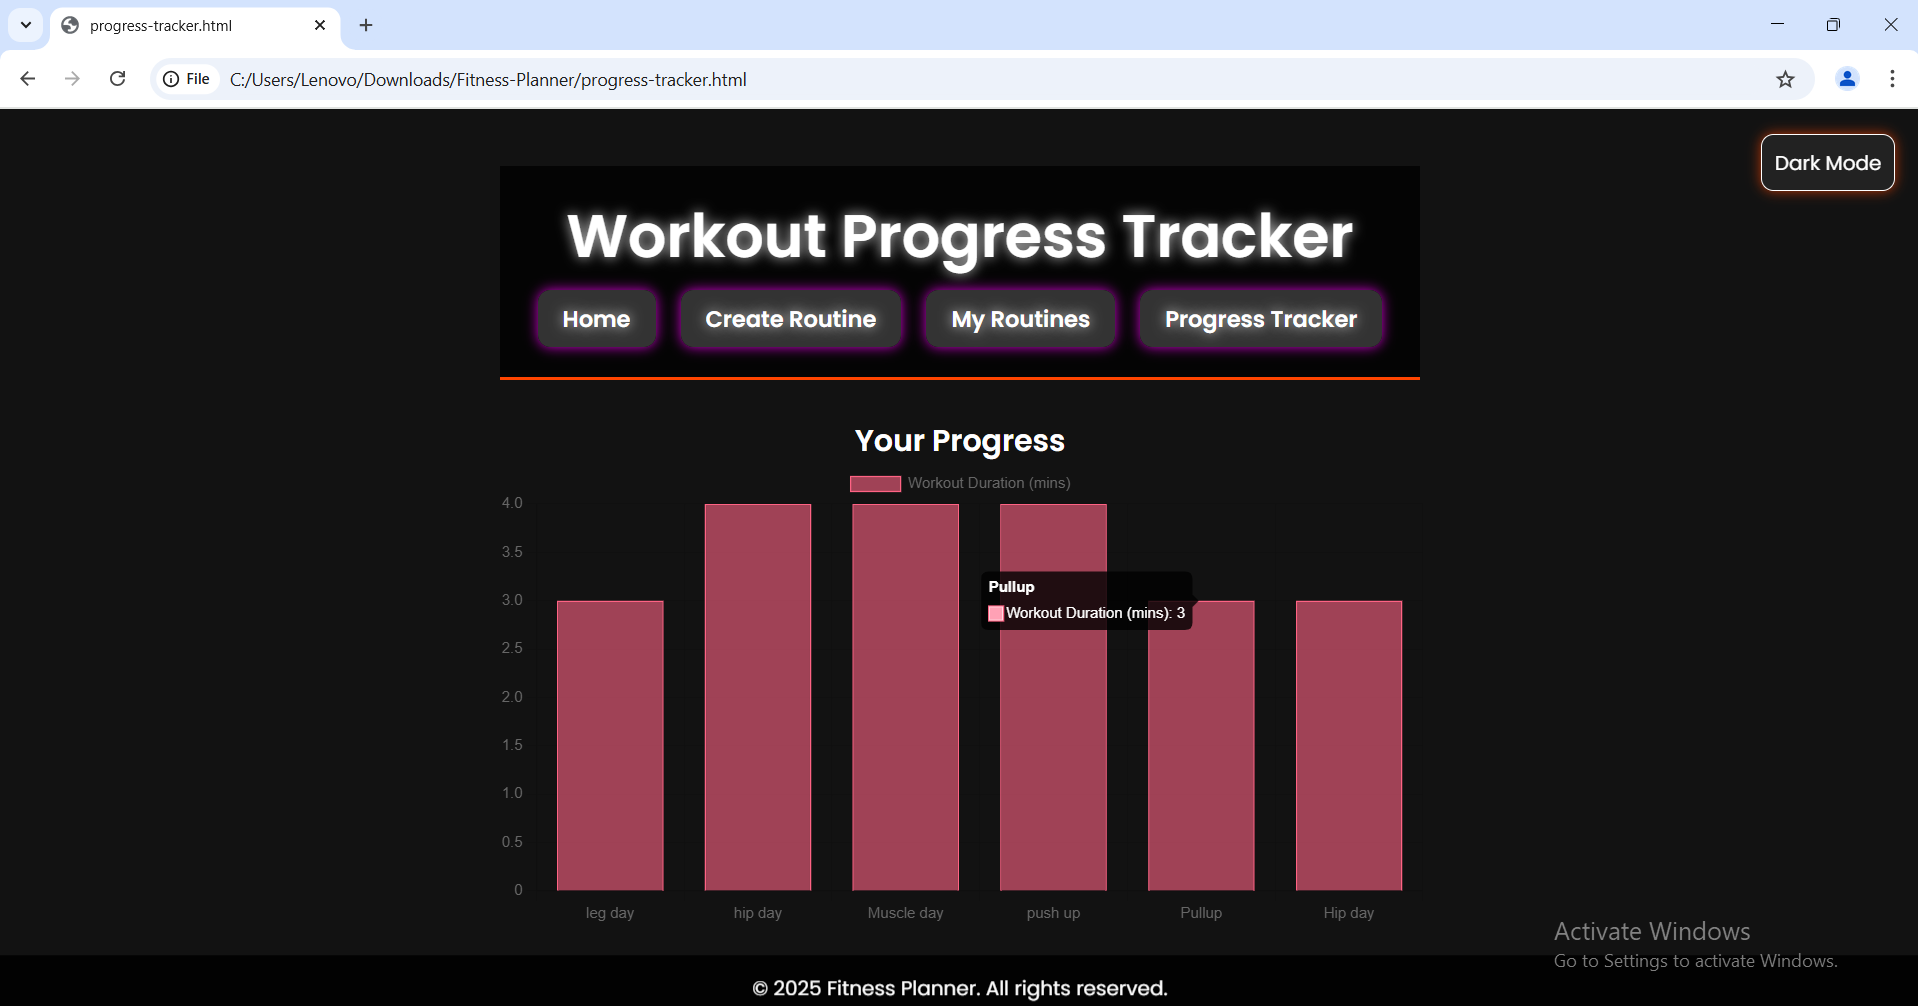 progress-tracker.html
File C:/Users/Lenovo/Downloads/Fitness-Planner/progress-tracker.html
Dark Mode
Workout Progress Tracker
Home Create Routine My Routines Progress Tracker
Your Progress
Workout Duration (mins)
4.0
3.5
Pullup
3.0
Workout Duration (mins): 3
2.5
2.0
1.5
1.0
0.5
0
leg day hip day Muscle day push up Pullup Hip day
Activate Windows
Go to Settings to activate Windows.
© 2025 Fitness Planner. All rights reserved.